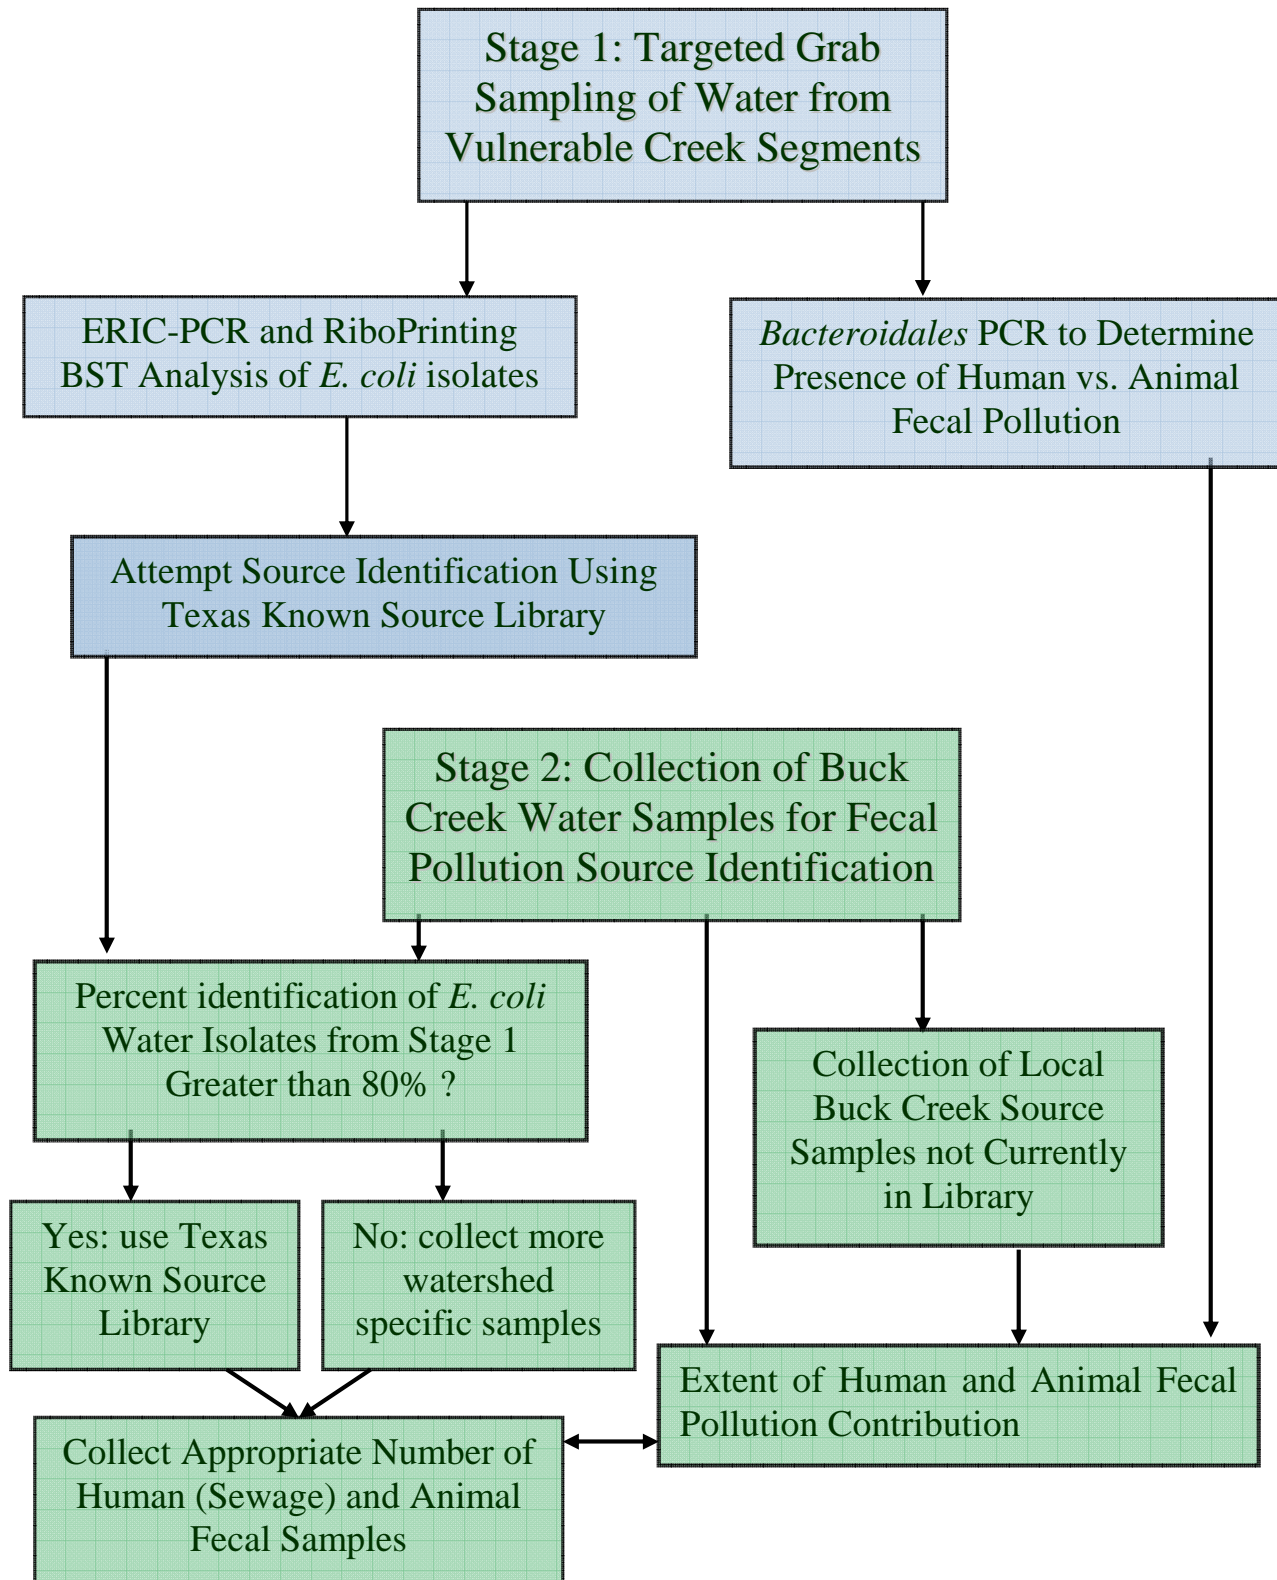 Stage 1: Targeted Grab
Sampling of Water from
Vulnerable Creek Segments
ERIC-PCR and RiboPrinting
BST Analysis of E. coli isolates
Bacteroidales PCR to Determine
Presence of Human vs. Animal
Fecal Pollution
Attempt Source Identification Using
Texas Known Source Library
Stage 2: Collection of Buck
Creek Water Samples for Fecal
Pollution Source Identification
Percent identification of E. coli
Water Isolates from Stage 1
Greater than 80% ?
Collection of Local
Buck Creek Source
Samples not Currently
in Library
Yes: use Texas
Known Source
Library
No: collect more
watershed
specific samples
Extent of Human and Animal Fecal
Pollution Contribution
Collect Appropriate Number of
Human (Sewage) and Animal
Fecal Samples